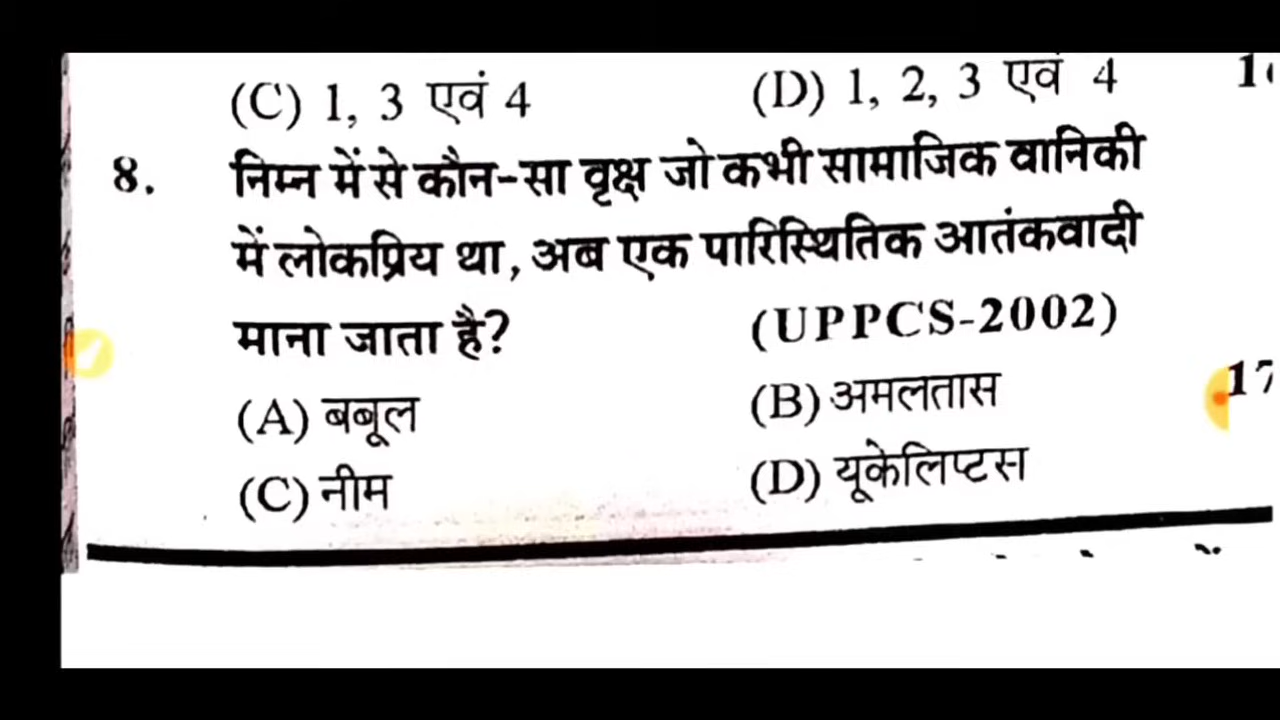 (C) 1, 3 एवं 4 (D) 1, 2, 3 एवं 4
8. निम्न में से कौन-सा वृक्ष जो कभी सामाजिक वानिकी
में लोकप्रिय था, अब एक पारिस्थितिक आतंकवादी
माना जाता है? (UPPCS-2002)
(A) बबूल (B) अमलतास 17
(C) नीम (D) यूकेलिप्टस